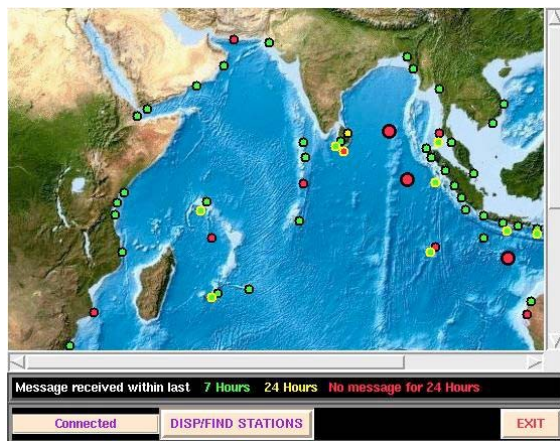 Message received within last 7 Hours 24 Hours No message for 24 Hours
Connected DISP/FIND STATIONS EXIT